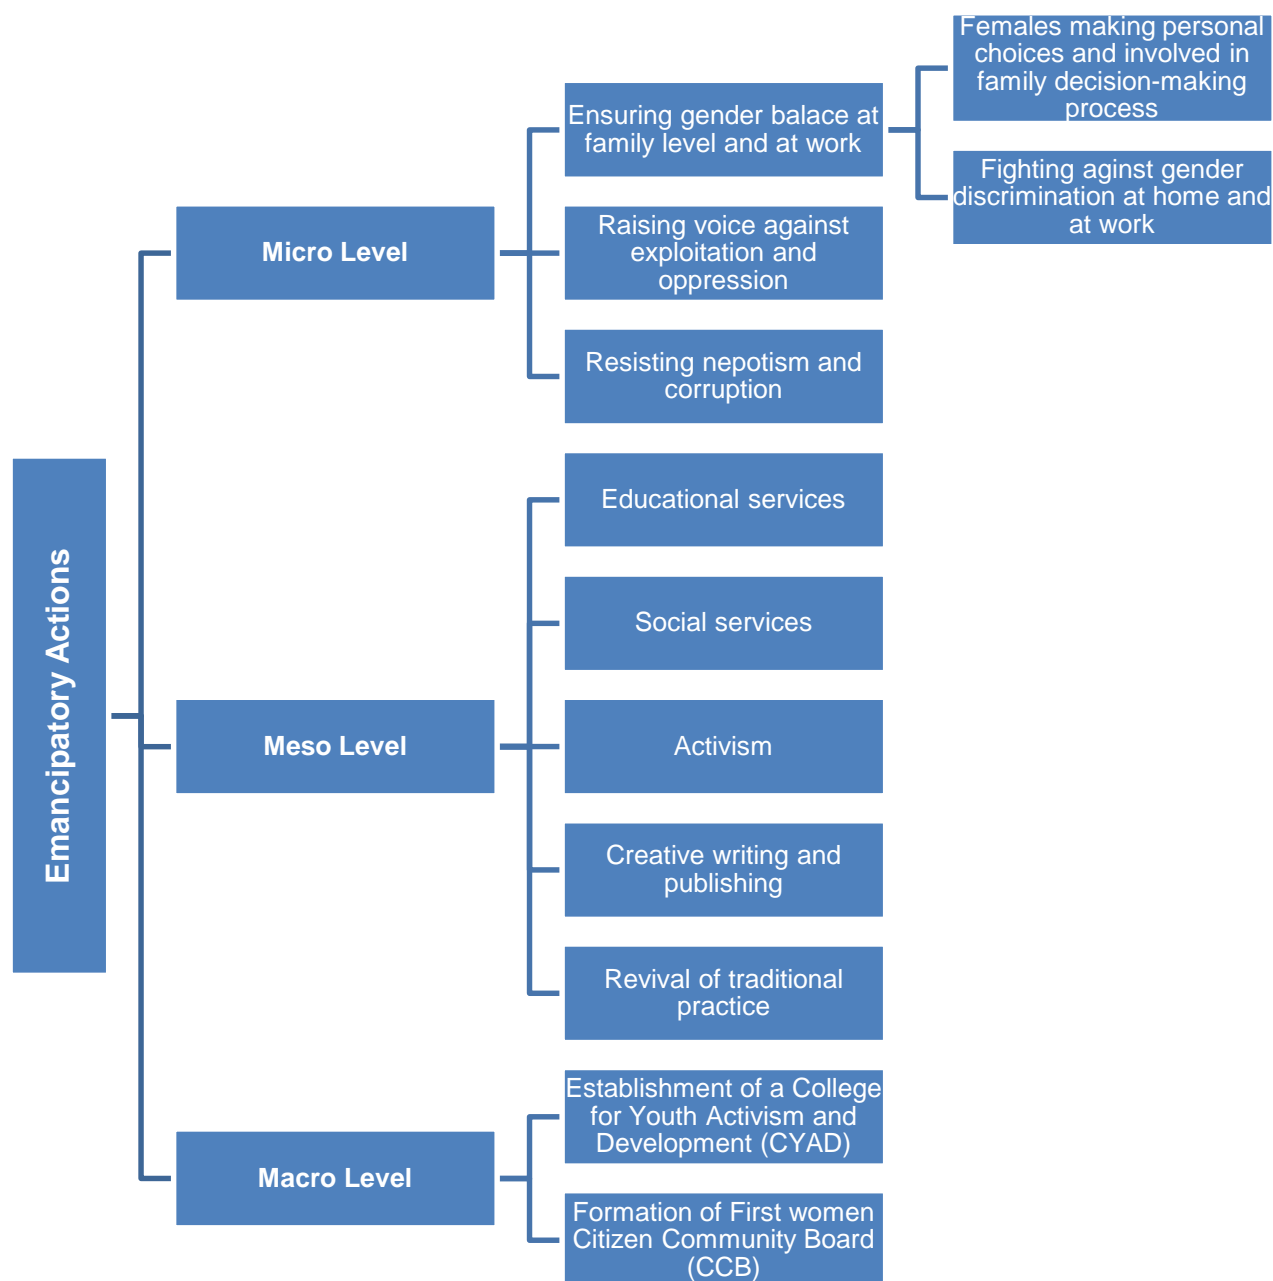 Emancipatory Actions
Micro Level
Ensuring gender balace at
family level and at work
Females making personal
choices and involved in
family decision-making
process
Fighting aginst gender
discrimination at home and
at work
Raising voice against
exploitation and
oppression
Resisting nepotism and
corruption
Meso Level
Educational services
Social services
Activism
Creative writing and
publishing
Revival of traditional
practice
Macro Level
Establishment of a College
for Youth Activism and
Development (CYAD)
Formation of First women
Citizen Community Board
(CCB)